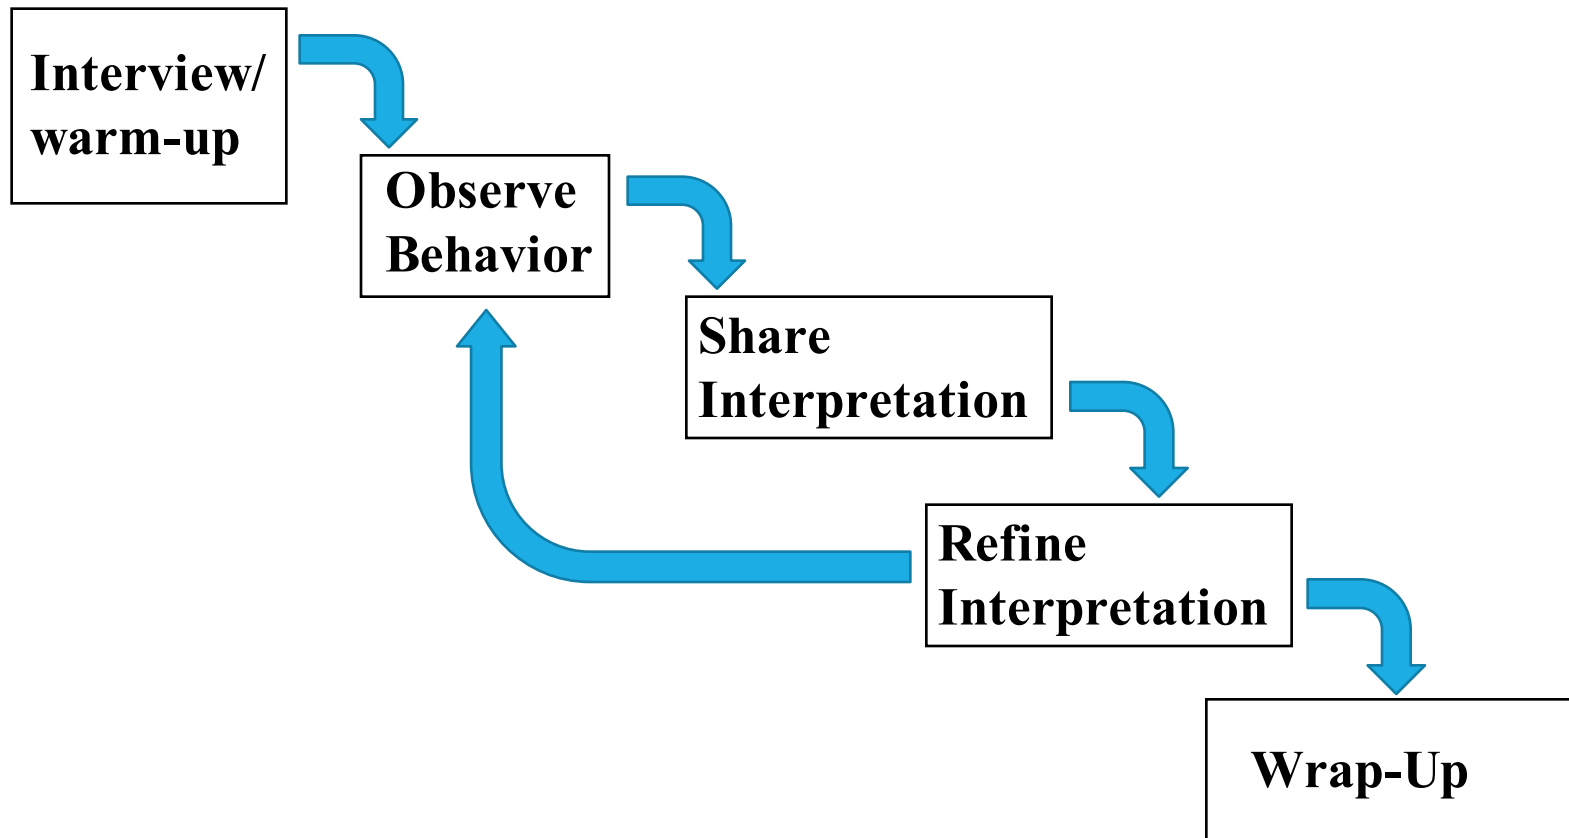 Interview/
warm-up
Observe
Behavior
Share
Interpretation
Refine
Interpretation
Wrap-Up